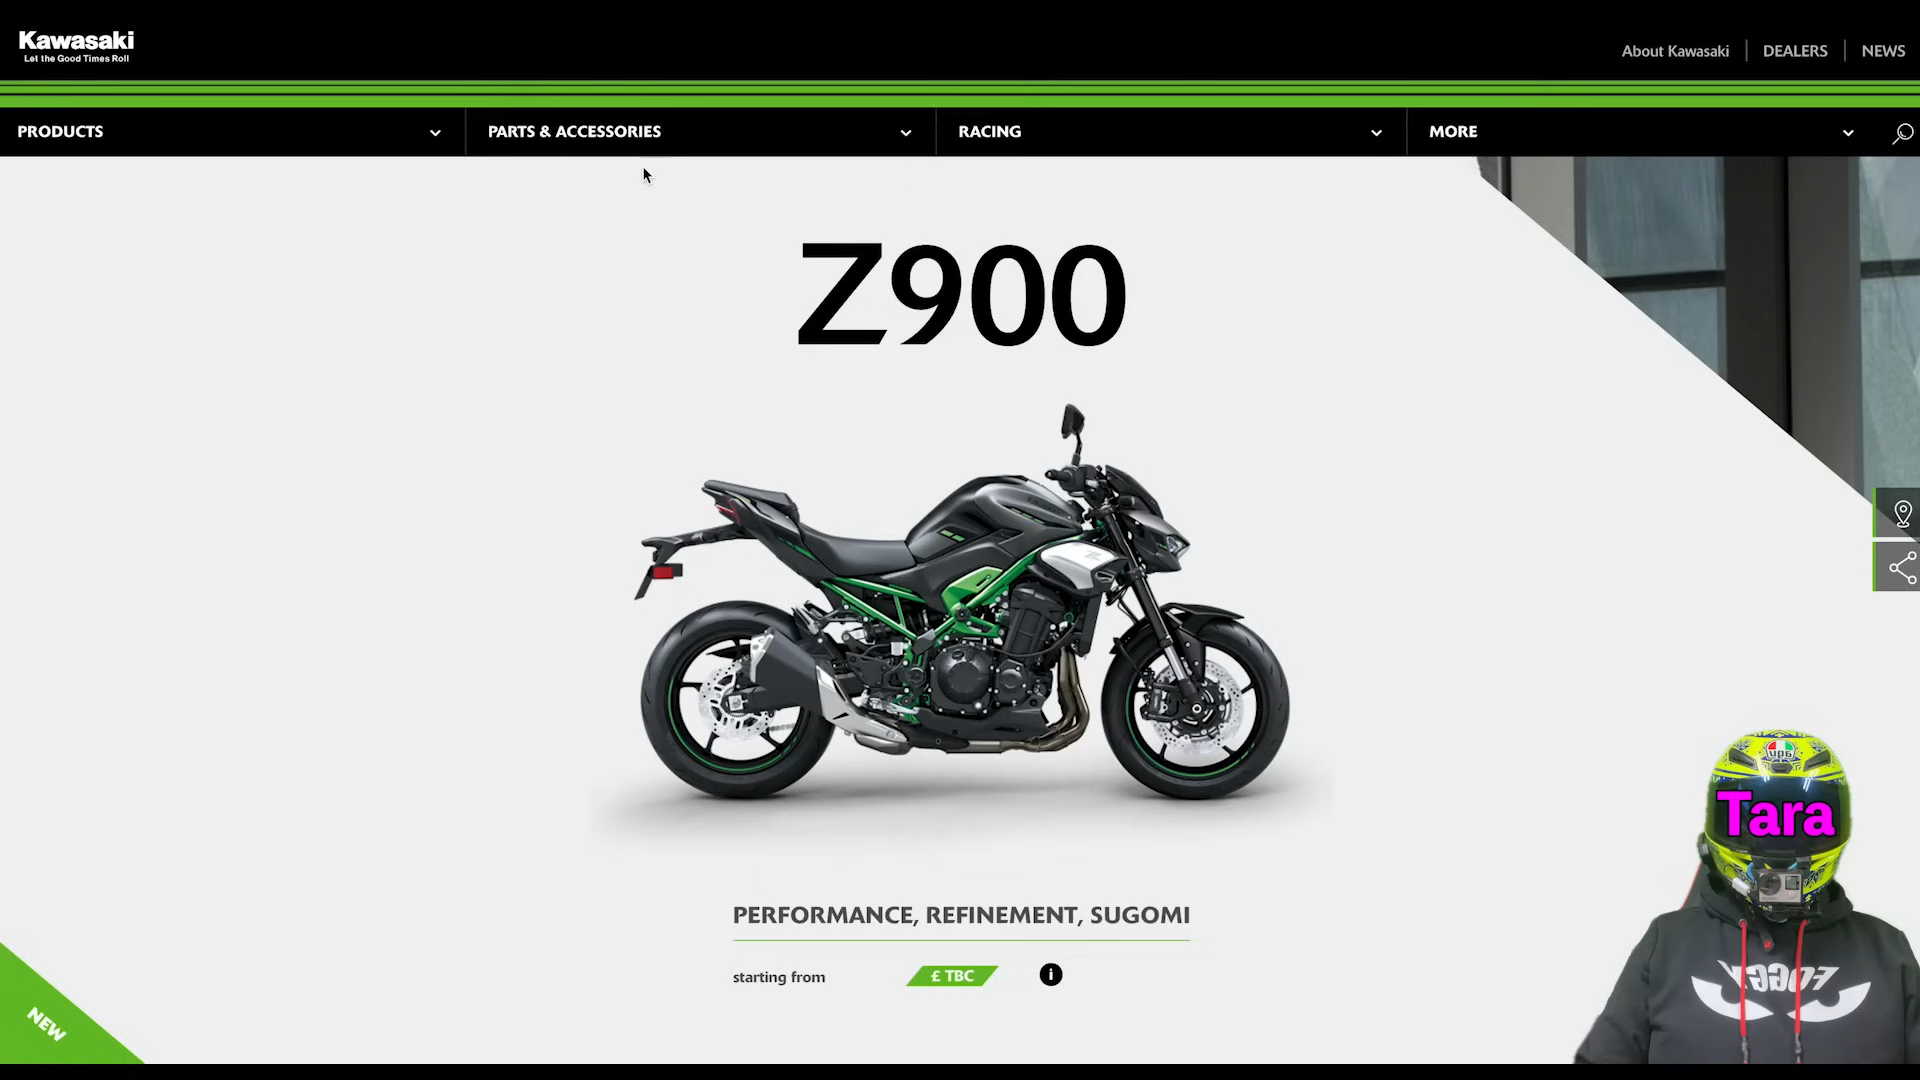 Kawasaki
Let the Good Times Roll
About Kawasaki
DEALERS
NEWS
PRODUCTS
PARTS & ACCESSORIES
RACING
MORE
Z900
PERFORMANCE, REFINEMENT, SUGOMI
starting from
£ TBC
i
NEW
Tara
FOGGY